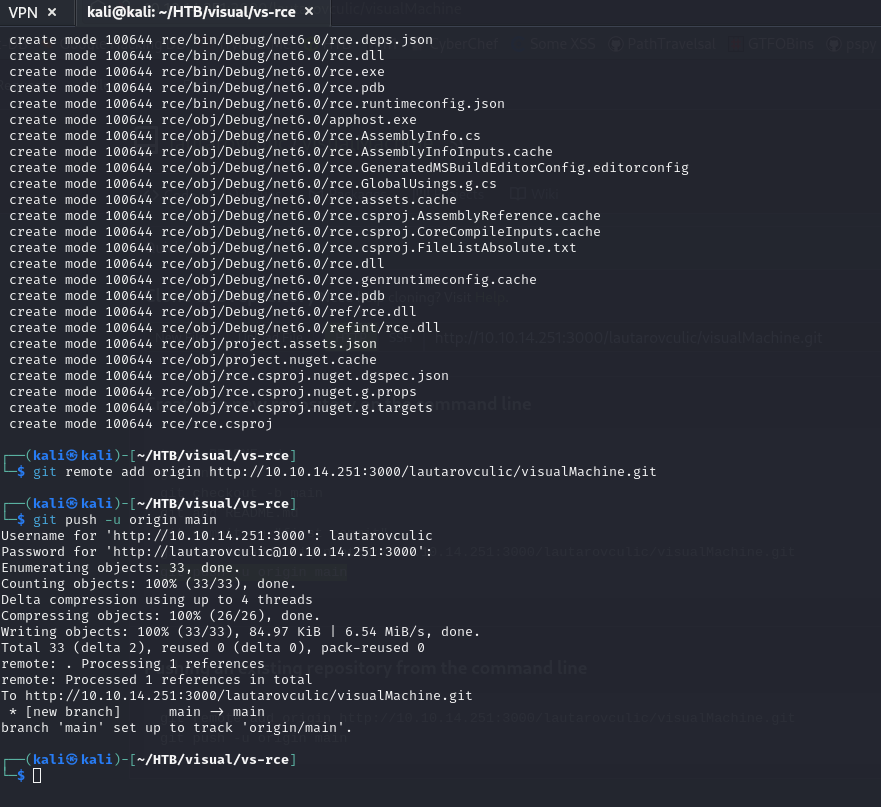 VPN ✕ kali@kali: ~/HTB/visual/vs-rce ✕
create mode 100644 rce/bin/Debug/net6.0/rce.deps.json
create mode 100644 rce/bin/Debug/net6.0/rce.dll
create mode 100644 rce/bin/Debug/net6.0/rce.exe
create mode 100644 rce/bin/Debug/net6.0/rce.pdb
create mode 100644 rce/bin/Debug/net6.0/rce.runtimeconfig.json
create mode 100644 rce/obj/Debug/net6.0/apphost.exe
create mode 100644 rce/obj/Debug/net6.0/rce.AssemblyInfo.cs
create mode 100644 rce/obj/Debug/net6.0/rce.AssemblyInfoInputs.cache
create mode 100644 rce/obj/Debug/net6.0/rce.GeneratedMSBuildEditorConfig.editorconfig
create mode 100644 rce/obj/Debug/net6.0/rce.GlobalUsings.g.cs
create mode 100644 rce/obj/Debug/net6.0/rce.assets.cache
create mode 100644 rce/obj/Debug/net6.0/rce.csproj.AssemblyReference.cache
create mode 100644 rce/obj/Debug/net6.0/rce.csproj.CoreCompileInputs.cache
create mode 100644 rce/obj/Debug/net6.0/rce.csproj.FileListAbsolute.txt
create mode 100644 rce/obj/Debug/net6.0/rce.dll
create mode 100644 rce/obj/Debug/net6.0/rce.genruntimeconfig.cache
create mode 100644 rce/obj/Debug/net6.0/rce.pdb
create mode 100644 rce/obj/Debug/net6.0/ref/rce.dll
create mode 100644 rce/obj/Debug/net6.0/refint/rce.dll
create mode 100644 rce/obj/project.assets.json
create mode 100644 rce/obj/project.nuget.cache
create mode 100644 rce/obj/rce.csproj.nuget.dgspec.json
create mode 100644 rce/obj/rce.csproj.nuget.g.props
create mode 100644 rce/obj/rce.csproj.nuget.g.targets
create mode 100644 rce/rce.csproj
┌──(kali㉿kali)-[~/HTB/visual/vs-rce]
└─$ git remote add origin http://10.10.14.251:3000/lautarovculic/visualMachine.git
┌──(kali㉿kali)-[~/HTB/visual/vs-rce]
└─$ git push -u origin main
Username for 'http://10.10.14.251:3000': lautarovculic
Password for 'http://lautarovculic@10.10.14.251:3000':
Enumerating objects: 33, done.
Counting objects: 100% (33/33), done.
Delta compression using up to 4 threads
Compressing objects: 100% (26/26), done.
Writing objects: 100% (33/33), 84.97 KiB | 6.54 MiB/s, done.
Total 33 (delta 2), reused 0 (delta 0), pack-reused 0
remote: . Processing 1 references
remote: Processed 1 references in total
To http://10.10.14.251:3000/lautarovculic/visualMachine.git
* [new branch] main → main
branch 'main' set up to track 'origin/main'.
┌──(kali㉿kali)-[~/HTB/visual/vs-rce]
└─$